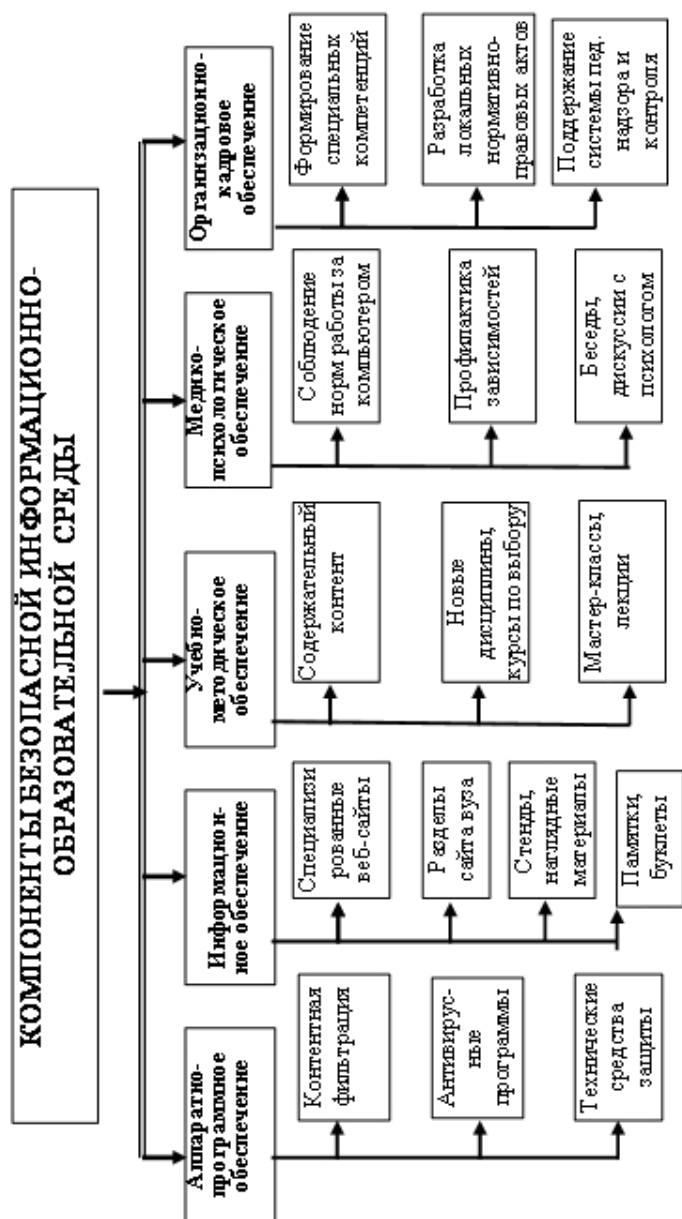 КОМПОНЕНТЫ БЕЗОПАСНОЙ ИНФОРМАЦИОННО-
ОБРАЗОВАТЕЛЬНОЙ СРЕДЫ
Аппаратно-
программное
обеспечение
Контентная
фильтрация
Антивирус-
ные
программы
Технические
средства
защиты
Информацион-
ное обеспечение
Специализи
рованные
веб-сайты
Разделы
сайта вуза
Стенды,
наглядные
материалы
Памятки,
буклеты
Учебно-
методическое
обеспечение
Содержательный
контент
Новые
дисциплины,
курсы по выбору
Мастер-классы,
лекции
Медико-
психологическое
обеспечение
Соблюдение
норм работы за
компьютером
Профилактика
зависимостей
Беседы,
дискуссии с
психологом
Организационно-
кадровое
обеспечение
Формирование
специальных
компетенций
Разработка
локальных
нормативно-
правовых актов
Поддержание
системы пед.
надзора и
контроля